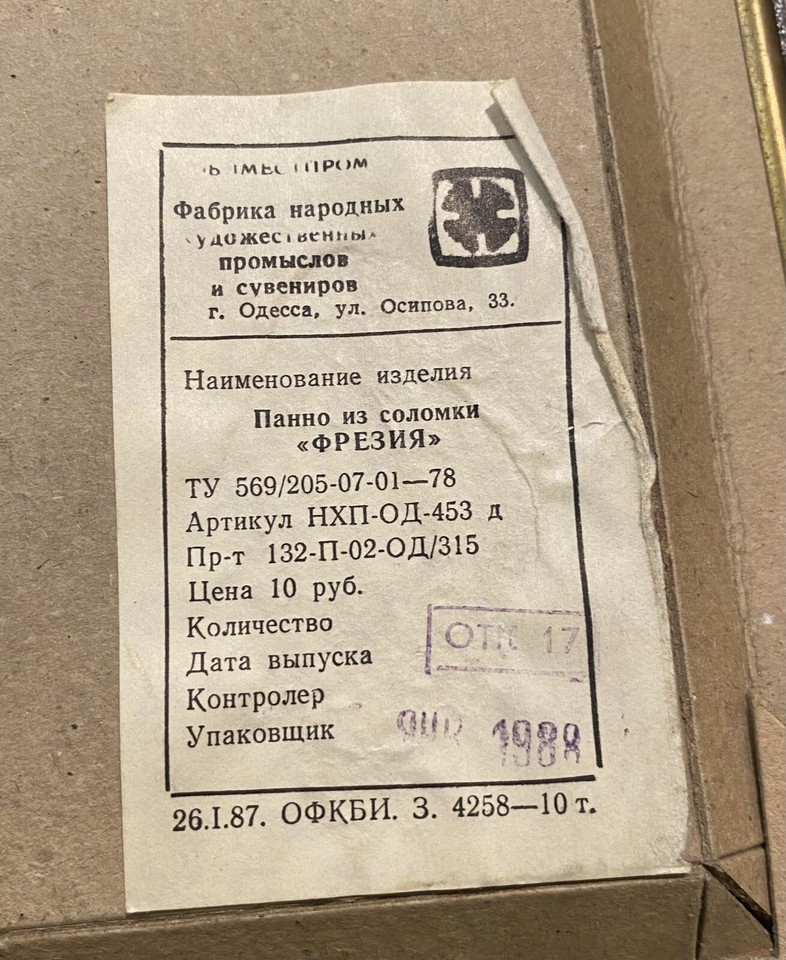 Фабрика народных
художественных
промыслов
и сувениров
г. Одесса, ул. Осипова, 33.
Наименование изделия
Панно из соломки
«ФРЕЗИЯ»
ТУ 569/205-07-01—78
Артикул НХП-ОД-453 д
Пр-т 132-П-02-ОД/315
Цена 10 руб.
Количество
ОТК 17
Дата выпуска
Контролер
Упаковщик
1988
26.I.87. ОФКБИ. З. 4258—10 т.